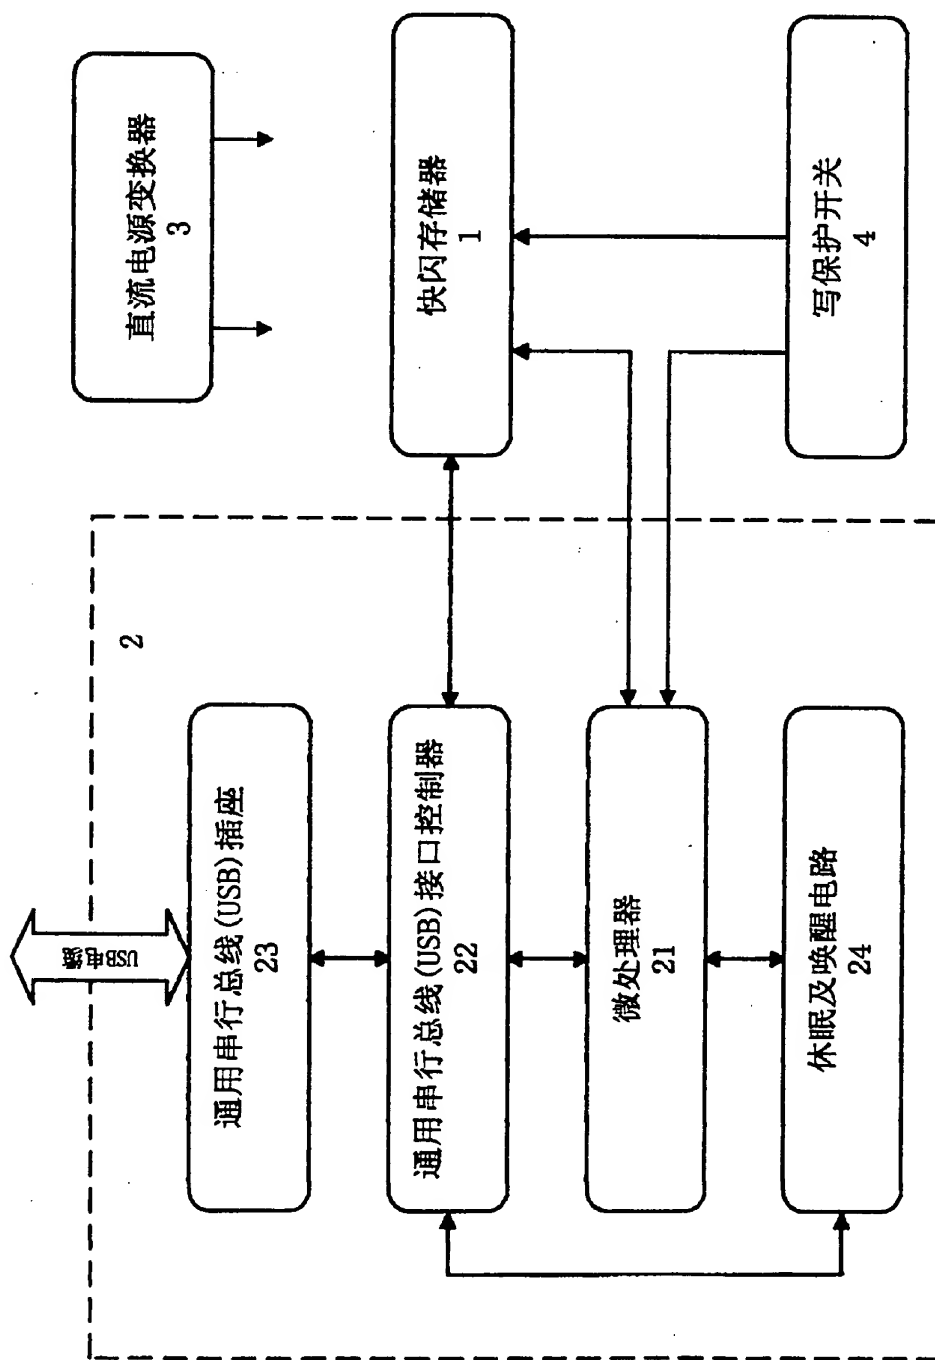 直流电源变换器
3
快闪存储器
1
写保护开关
4
2
USB电缆
通用串行总线(USB)插座
23
通用串行总线(USB)接口控制器
22
微处理器
21
休眠及唤醒电路
24